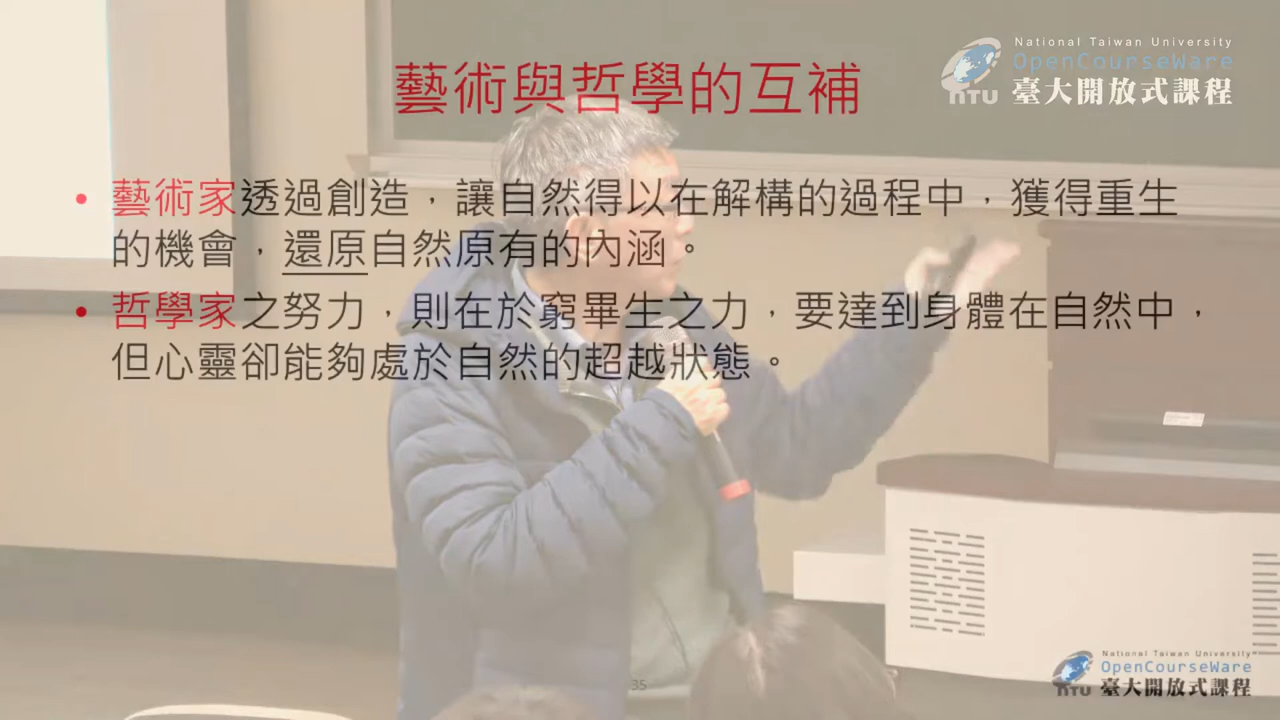 藝術與哲學的互補
National Taiwan University
OpenCourseWare
NTU 臺大開放式課程
• 藝術家透過創造，讓自然得以在解構的過程中，獲得重生
的機會，還原自然原有的內涵。
• 哲學家之努力，則在於窮畢生之力，要達到身體在自然中，
但心靈卻能夠處於自然的超越狀態。
35
National Taiwan University
OpenCourseWare
NTU 臺大開放式課程